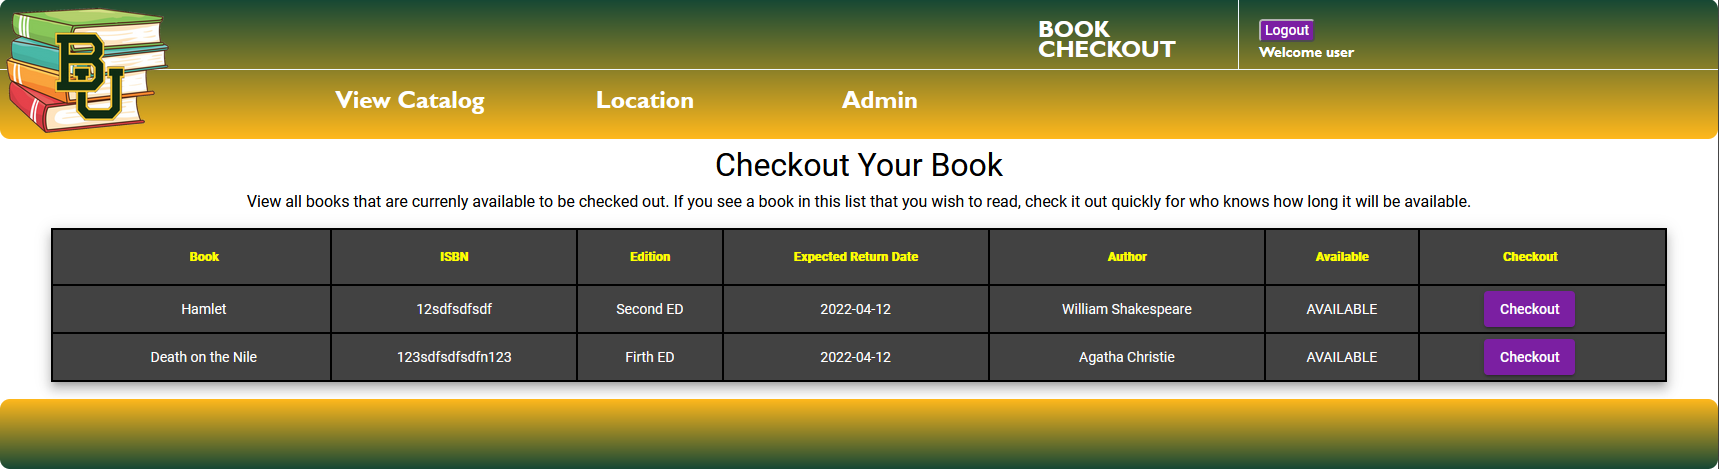 BU
BOOK
CHECKOUT
Logout
Welcome user
View Catalog Location Admin
Checkout Your Book
View all books that are currenly available to be checked out. If you see a book in this list that you wish to read, check it out quickly for who knows how long it will be available.
Book ISBN Edition Expected Return Date Author Available Checkout
Hamlet 12sdfsdfsdf Second ED 2022-04-12 William Shakespeare AVAILABLE Checkout
Death on the Nile 123sdfsdfsdfn123 Firth ED 2022-04-12 Agatha Christie AVAILABLE Checkout